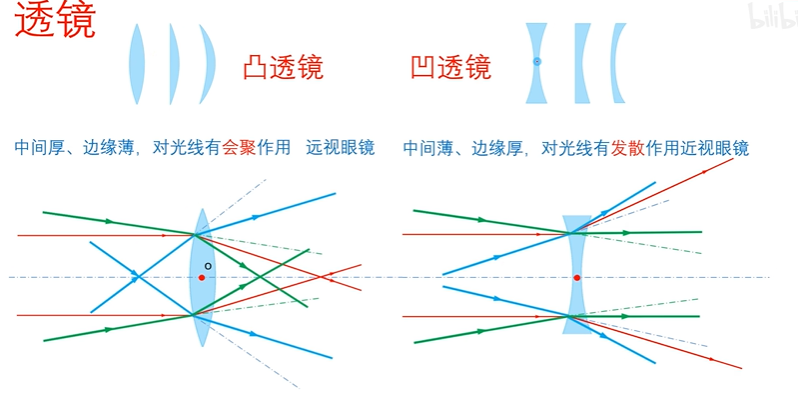 透镜
bilibi
凸透镜
凹透镜
中间厚、边缘薄，对光线有会聚作用 远视眼镜
中间薄、边缘厚，对光线有发散作用近视眼镜
O